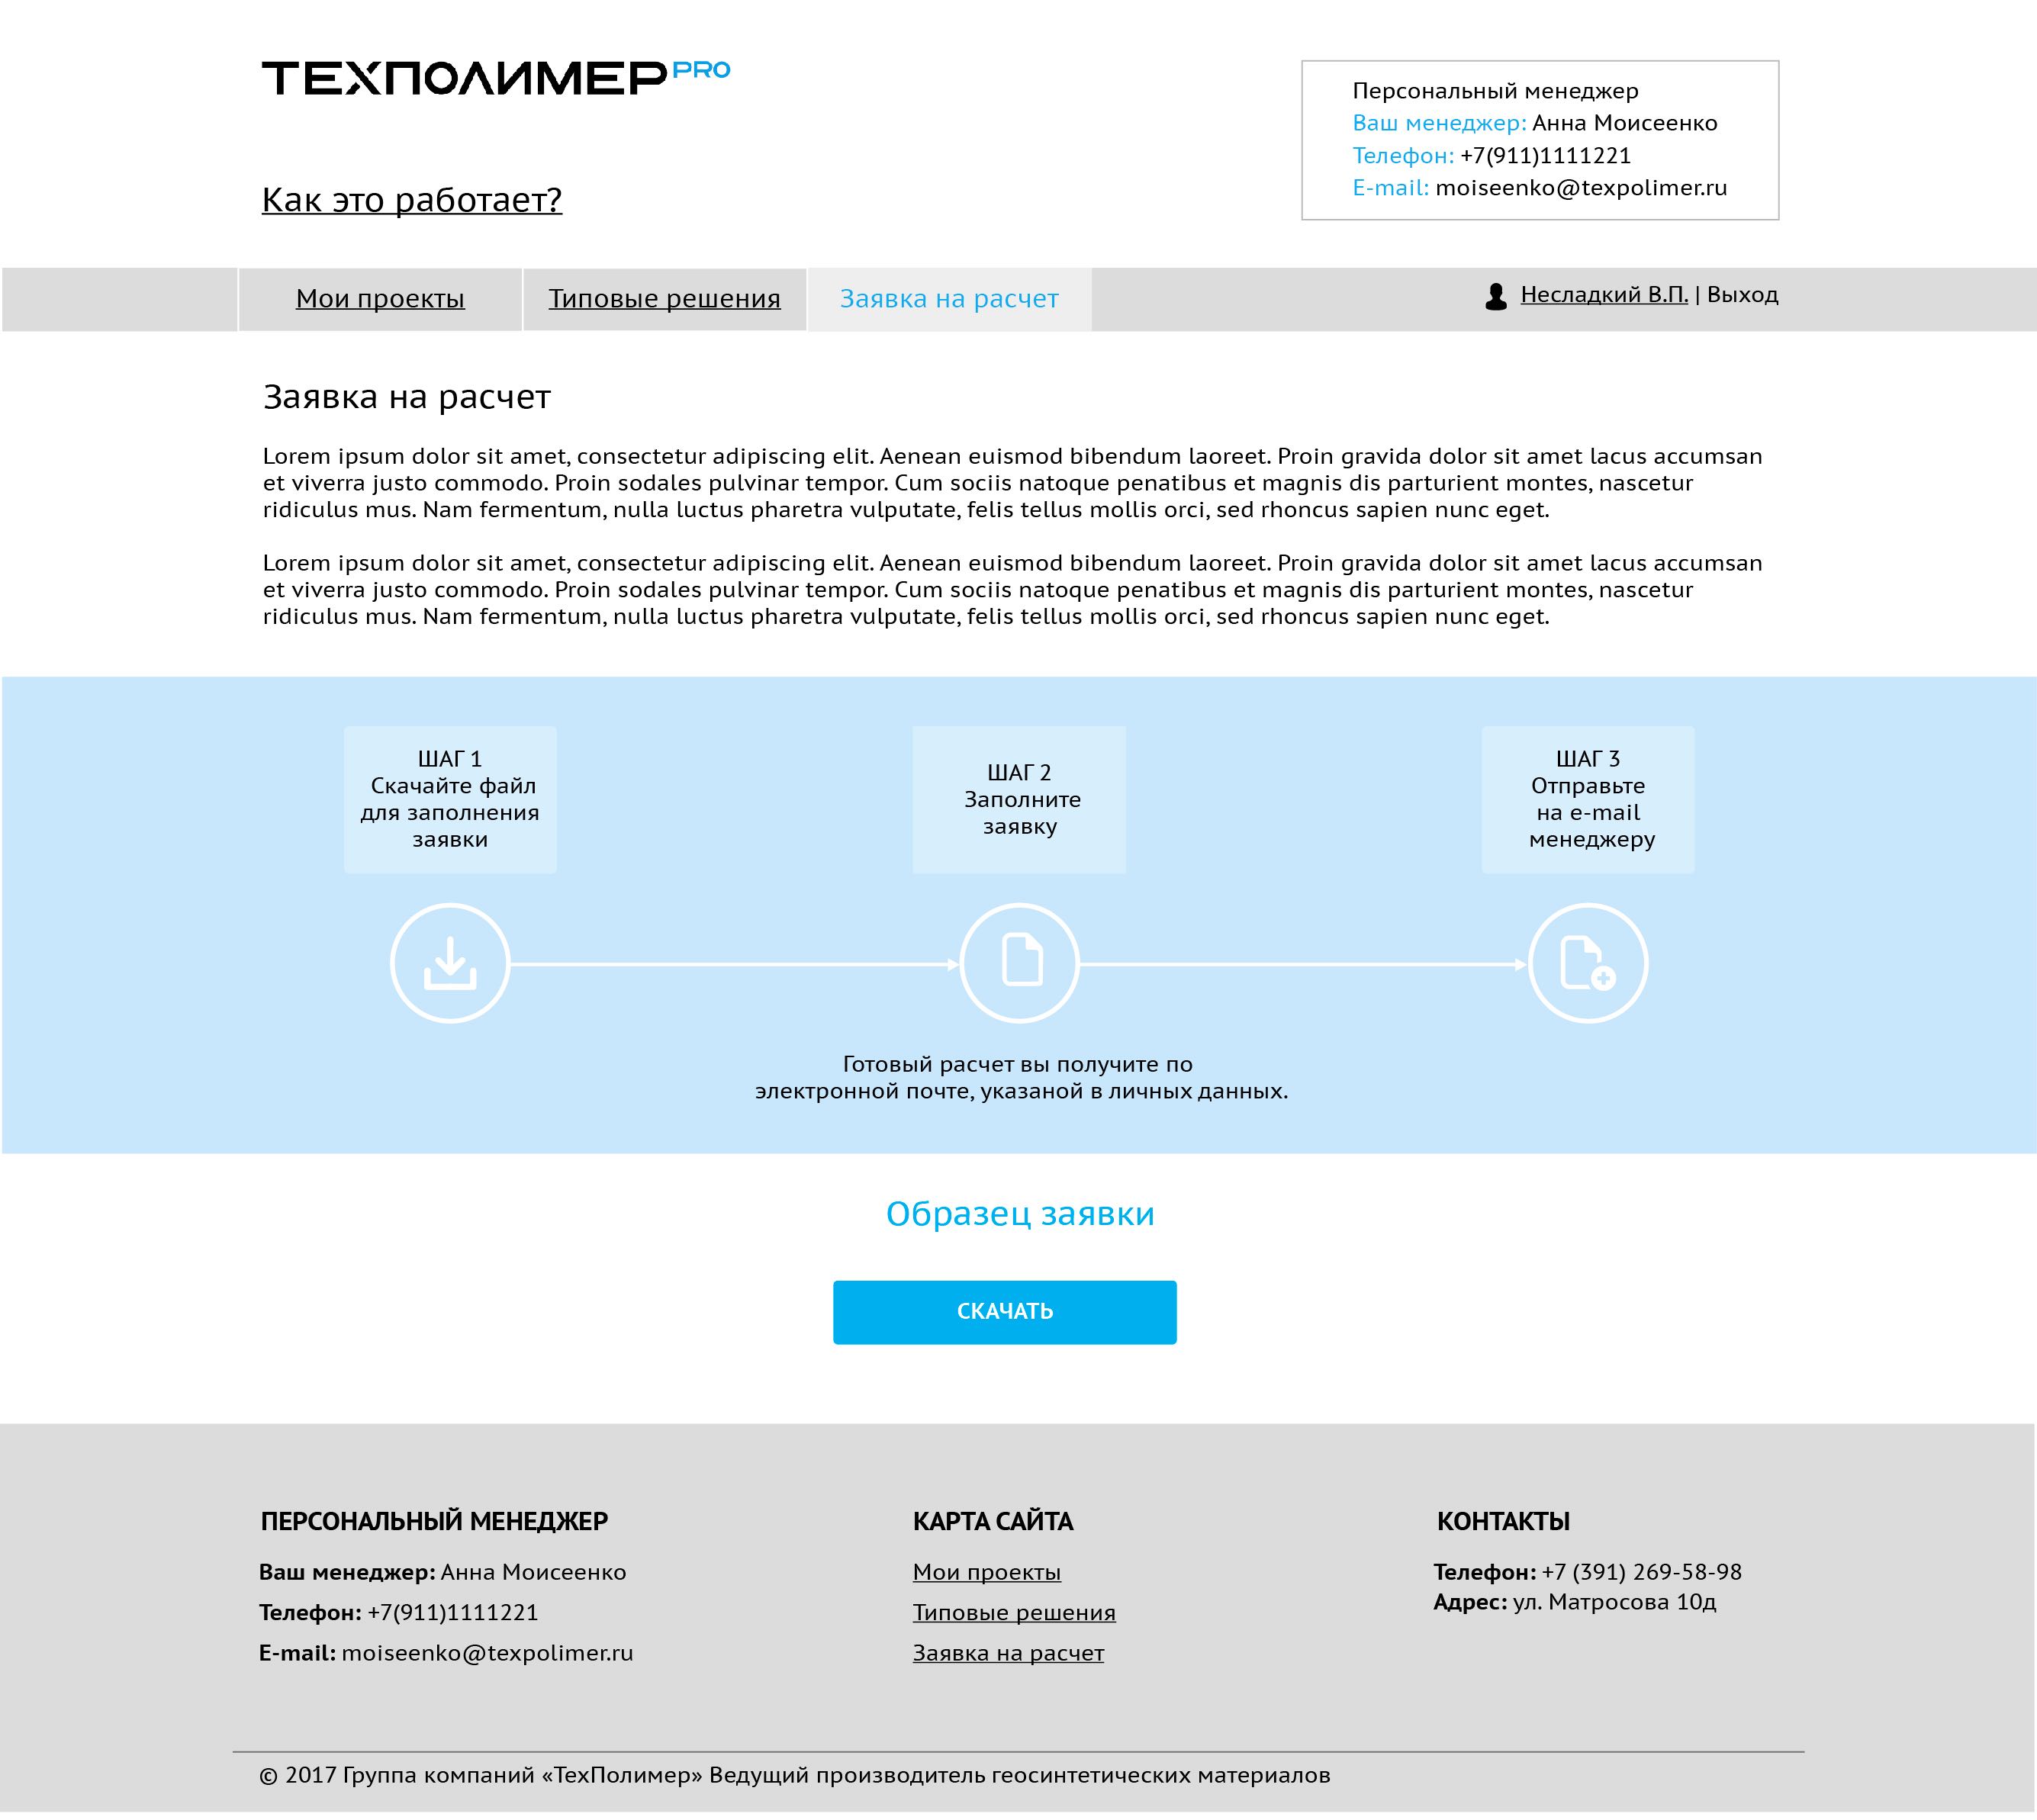 ТЕХПОЛИМЕР PRO
Персональный менеджер
Ваш менеджер: Анна Моисеенко
Телефон: +7(911)1111221
E-mail: moiseenko@texpolimer.ru
Как это работает?
Мои проекты
Типовые решения
Заявка на расчет
Несладкий В.П. | Выход
Заявка на расчет
Lorem ipsum dolor sit amet, consectetur adipiscing elit. Aenean euismod bibendum laoreet. Proin gravida dolor sit amet lacus accumsan
et viverra justo commodo. Proin sodales pulvinar tempor. Cum sociis natoque penatibus et magnis dis parturient montes, nascetur
ridiculus mus. Nam fermentum, nulla luctus pharetra vulputate, felis tellus mollis orci, sed rhoncus sapien nunc eget.
Lorem ipsum dolor sit amet, consectetur adipiscing elit. Aenean euismod bibendum laoreet. Proin gravida dolor sit amet lacus accumsan
et viverra justo commodo. Proin sodales pulvinar tempor. Cum sociis natoque penatibus et magnis dis parturient montes, nascetur
ridiculus mus. Nam fermentum, nulla luctus pharetra vulputate, felis tellus mollis orci, sed rhoncus sapien nunc eget.
ШАГ 1
Скачайте файл
для заполнения
заявки
ШАГ 2
Заполните
заявку
ШАГ 3
Отправьте
на e-mail
менеджеру
Готовый расчет вы получите по
электронной почте, указаной в личных данных.
Образец заявки
СКАЧАТЬ
ПЕРСОНАЛЬНЫЙ МЕНЕДЖЕР
Ваш менеджер: Анна Моисеенко
Телефон: +7(911)1111221
E-mail: moiseenko@texpolimer.ru
КАРТА САЙТА
Мои проекты
Типовые решения
Заявка на расчет
КОНТАКТЫ
Телефон: +7 (391) 269-58-98
Адрес: ул. Матросова 10д
© 2017 Группа компаний «ТехПолимер» Ведущий производитель геосинтетических материалов